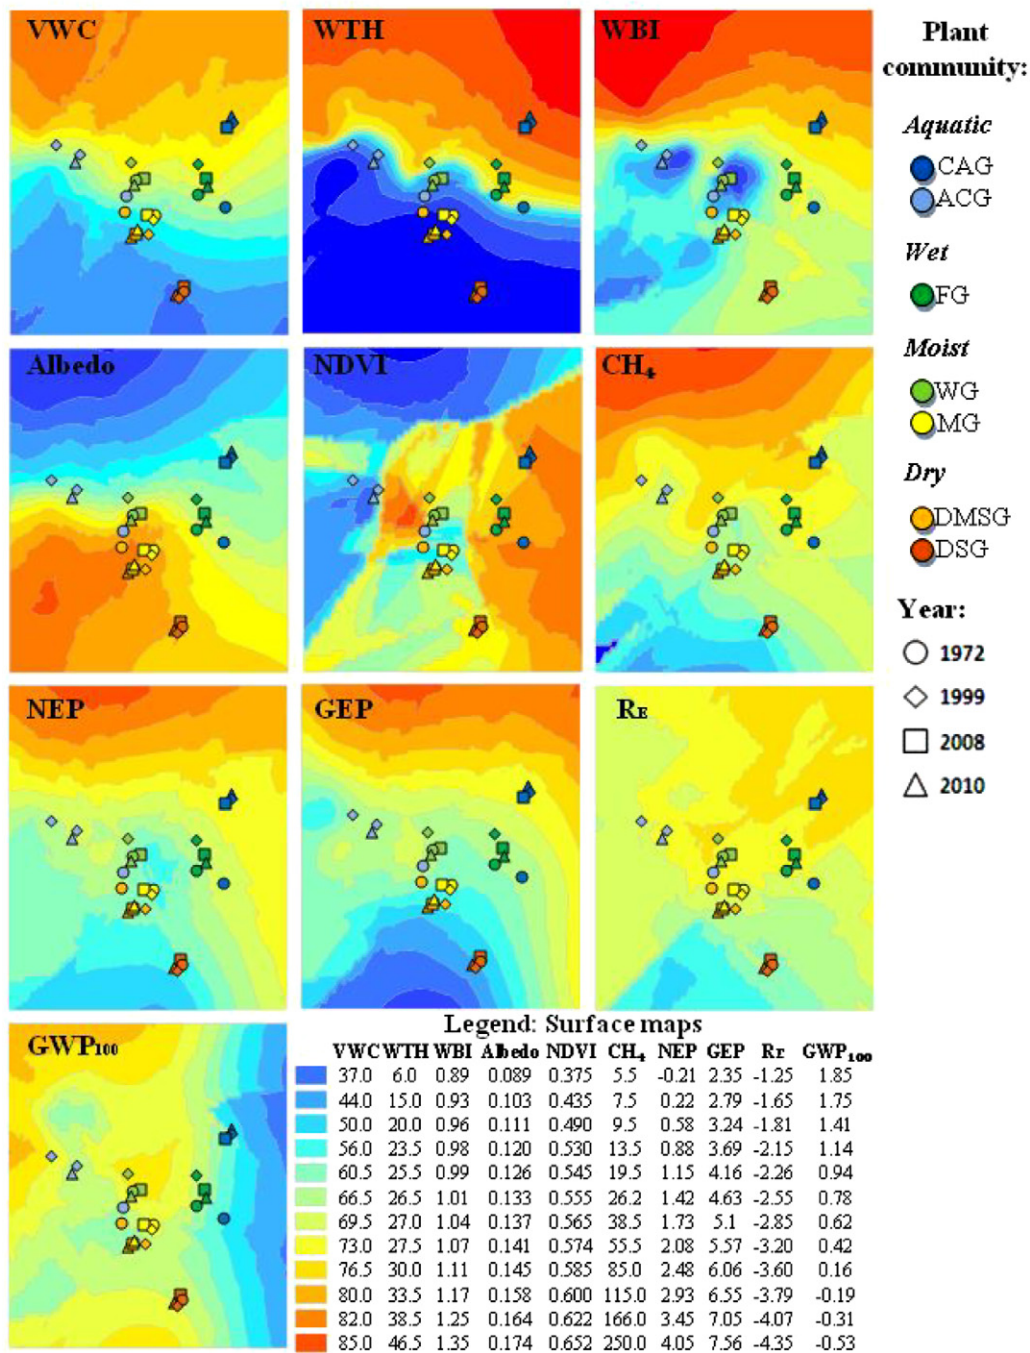 VWC
WTH
WBI
Plant
community:
Aquatic
CAG
ACG
Wet
FG
Moist
WG
MG
Dry
DMSG
DSG
Year:
1972
1999
2008
2010
Albedo
NDVI
CH4
NEP
GEP
RE
GWP100
Legend: Surface maps
VWC WTH WBI Albedo NDVI CH4 NEP GEP RE GWP100
37.0 6.0 0.89 0.089 0.375 5.5 -0.21 2.35 -1.25 1.85
44.0 15.0 0.93 0.103 0.435 7.5 0.22 2.79 -1.65 1.75
50.0 20.0 0.96 0.111 0.490 9.5 0.58 3.24 -1.81 1.41
56.0 23.5 0.98 0.120 0.530 13.5 0.88 3.69 -2.15 1.14
60.5 25.5 0.99 0.126 0.545 19.5 1.15 4.16 -2.26 0.94
66.5 26.5 1.01 0.133 0.555 26.2 1.42 4.63 -2.55 0.78
69.5 27.0 1.04 0.137 0.565 38.5 1.73 5.1 -2.85 0.62
73.0 27.5 1.07 0.141 0.574 55.5 2.08 5.57 -3.20 0.42
76.5 30.0 1.11 0.145 0.585 85.0 2.48 6.06 -3.60 0.16
80.0 33.5 1.17 0.158 0.600 115.0 2.93 6.55 -3.79 -0.19
82.0 38.5 1.25 0.164 0.622 166.0 3.45 7.05 -4.07 -0.31
85.0 46.5 1.35 0.174 0.652 250.0 4.05 7.56 -4.35 -0.53